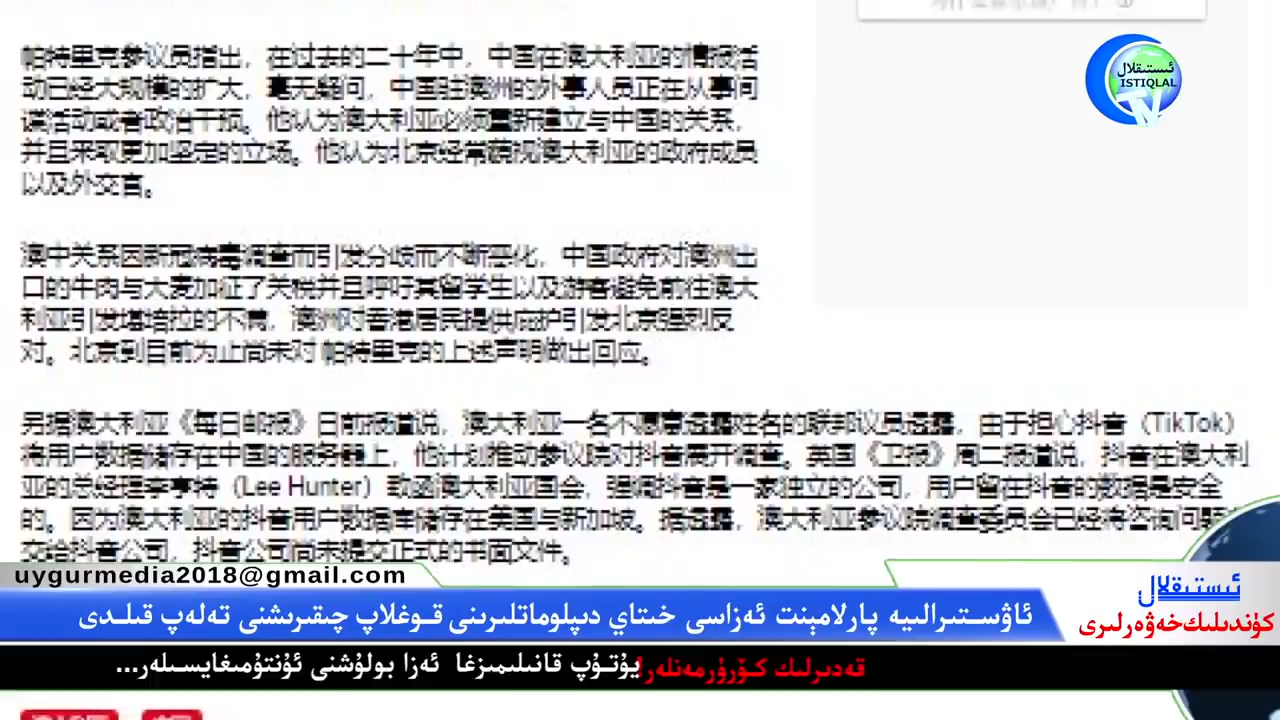 帕特里克参议员指出，在过去的二十年中，中国在澳大利亚的情报活
动已经大规模的扩大，毫无疑问，中国驻澳洲的外事人员正在从事间
谍活动或者政治干预。他认为澳大利亚必须重新建立与中国的关系，
并且采取更加坚定的立场。他认为北京经常藐视澳大利亚的政府成员
以及外交官。
澳中关系因新冠病毒调查而引发分歧而不断恶化，中国政府对澳洲出
口的牛肉与大麦加征了关税并且呼吁其留学生以及游客避免前往澳大
利亚引发堪培拉的不满，澳洲对香港居民提供庇护引发北京强烈反
对。北京到目前为止尚未对 帕特里克的上述声明做出回应。
另据澳大利亚《每日邮报》日前报道说，澳大利亚一名不愿意透露姓名的联邦议员透露，由于担心抖音（TikTok）
将用户数据储存在中国的服务器上，他计划推动参议院对抖音展开调查。英国《卫报》周二报道说，抖音在澳大利
亚的总经理李亨特（Lee Hunter）致函澳大利亚国会，强调抖音是一家独立的公司，用户留在抖音的数据是安全
的。因为澳大利亚的抖音用户数据库储存在美国与新加坡。据透露，澳大利亚参议院调查委员会已经将咨询问题
交给抖音公司，抖音公司尚未提交正式的书面文件。
ئىستىقلال
ISTIQLAL
TV
uygurmedia2018@gmail.com
ئاۋستىرالىيە پارلامېنت ئەزاسى خىتاي دىپلوماتلىرىنى قوغلاپ چىقىرىشنى تەلەپ قىلدى
ئىستىقلال
كۈندىلىك خەۋەرلىرى
قەدىرلىك كۆرۈرمەنلەر يۇتۇپ قانىلىمىزغا ئەزا بولۇشنى ئۇنتۇمىغايسىلەر...